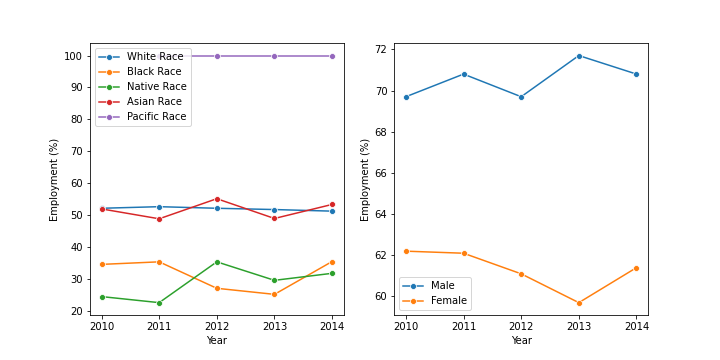 100
90
80
70
60
50
40
30
20
Employment (%)
White Race
Black Race
Native Race
Asian Race
Pacific Race
2010 2011 2012 2013 2014
Year
72
70
68
66
64
62
60
Employment (%)
Male
Female
2010 2011 2012 2013 2014
Year